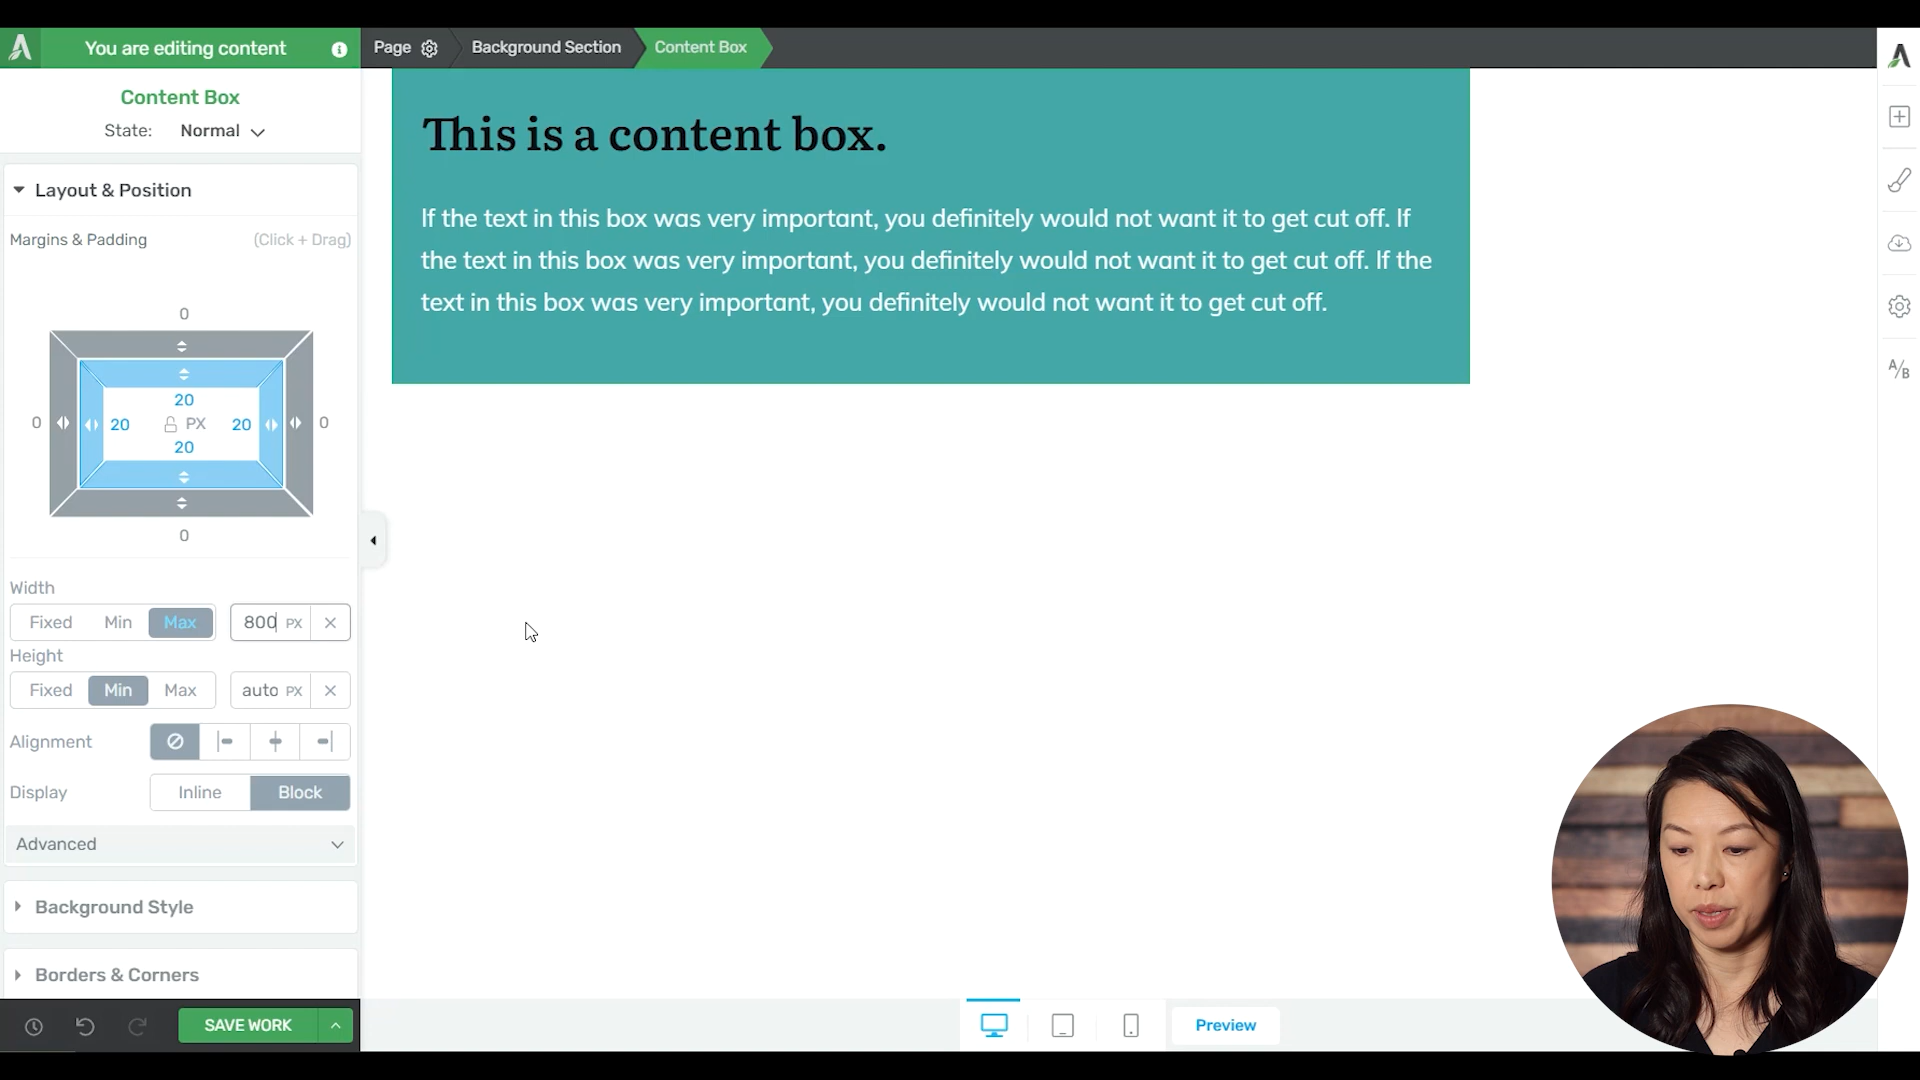 You are editing content
Page
Background Section
Content Box
Content Box
State: Normal
Layout & Position
Margins & Padding (Click + Drag)
0
20
0 20 PX 20 0
20
0
Width
Fixed Min Max 800 PX
Height
Fixed Min Max auto PX
Alignment
Display Inline Block
Advanced
Background Style
Borders & Corners
SAVE WORK
This is a content box.
If the text in this box was very important, you definitely would not want it to get cut off. If
the text in this box was very important, you definitely would not want it to get cut off. If the
text in this box was very important, you definitely would not want it to get cut off.
A/B
Preview